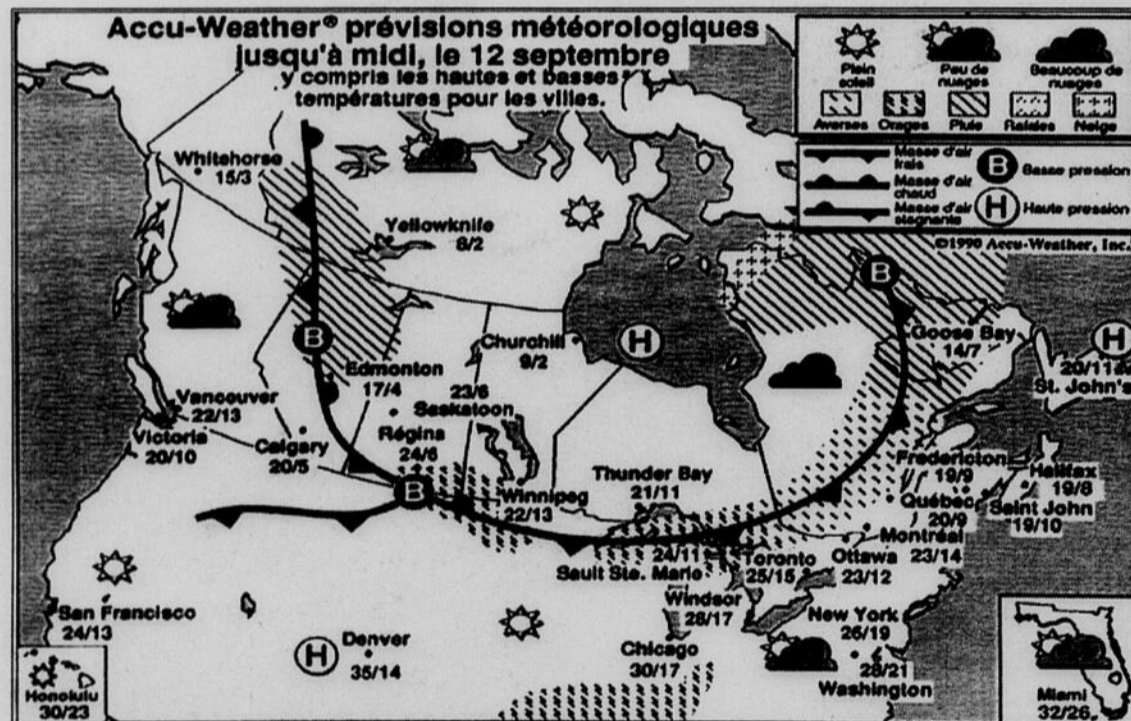 Accu-Weather® prévisions météorologiques
jusqu'à midi, le 12 septembre
y compris les hautes et basses
températures pour les villes.
Plein
soleil
Peu de
nuages
Beaucoup de
nuages
Averses
Orages
Pluie
Rafales
Neige
Masse d'air
frais
Masse d'air
chaud
Masse d'air
stagnante
B
Basse pression
H
Haute pression
©1990 Accu-Weather, Inc.
Whitehorse
15/3
Yellowknife
8/2
B
B
H
Churchill
9/2
Goose Bay
14/7
H
20/11
St. John's
Edmonton
17/4
23/6
Saskatoon
Vancouver
22/13
Victoria
20/10
Calgary
20/5
Régina
24/6
B
Winnipeg
22/13
Thunder Bay
21/11
Fredericton
19/9
Halifax
19/8
Québec
20/9
Saint John
19/10
Montréal
23/14
24/11
Sault Ste. Marie
Toronto
25/15
Ottawa
23/12
Windsor
28/17
San Francisco
24/13
H
Denver
35/14
Chicago
30/17
New York
26/19
28/21
Washington
Honolulu
30/23
Miami
32/26